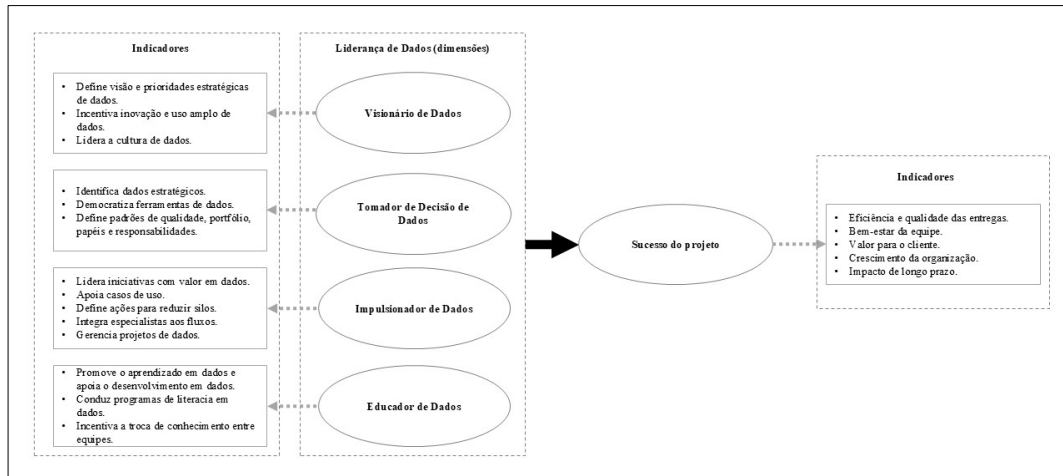 Indicadores
• Define visão e prioridades estratégicas
de dados.
• Incentiva inovação e uso amplo de
dados.
• Lidera a cultura de dados.
• Identifica dados estratégicos.
• Democratiza ferramentas de dados.
• Define padrões de qualidade, portfólio,
papéis e responsabilidades.
• Lidera iniciativas com valor em dados.
• Apoia casos de uso.
• Define ações para reduzir silos.
• Integra especialistas aos fluxos.
• Gerencia projetos de dados.
• Promove o aprendizado em dados e
apoia o desenvolvimento em dados.
• Conduz programas de literacia em
dados.
• Incentiva a troca de conhecimento entre
equipes.
Liderança de Dados (dimensões)
Visionário de Dados
Tomador de Decisão de
Dados
Impulsionador de Dados
Educador de Dados
Sucesso do projeto
Indicadores
• Eficiência e qualidade das entregas.
• Bem-estar da equipe.
• Valor para o cliente.
• Crescimento da organização.
• Impacto de longo prazo.